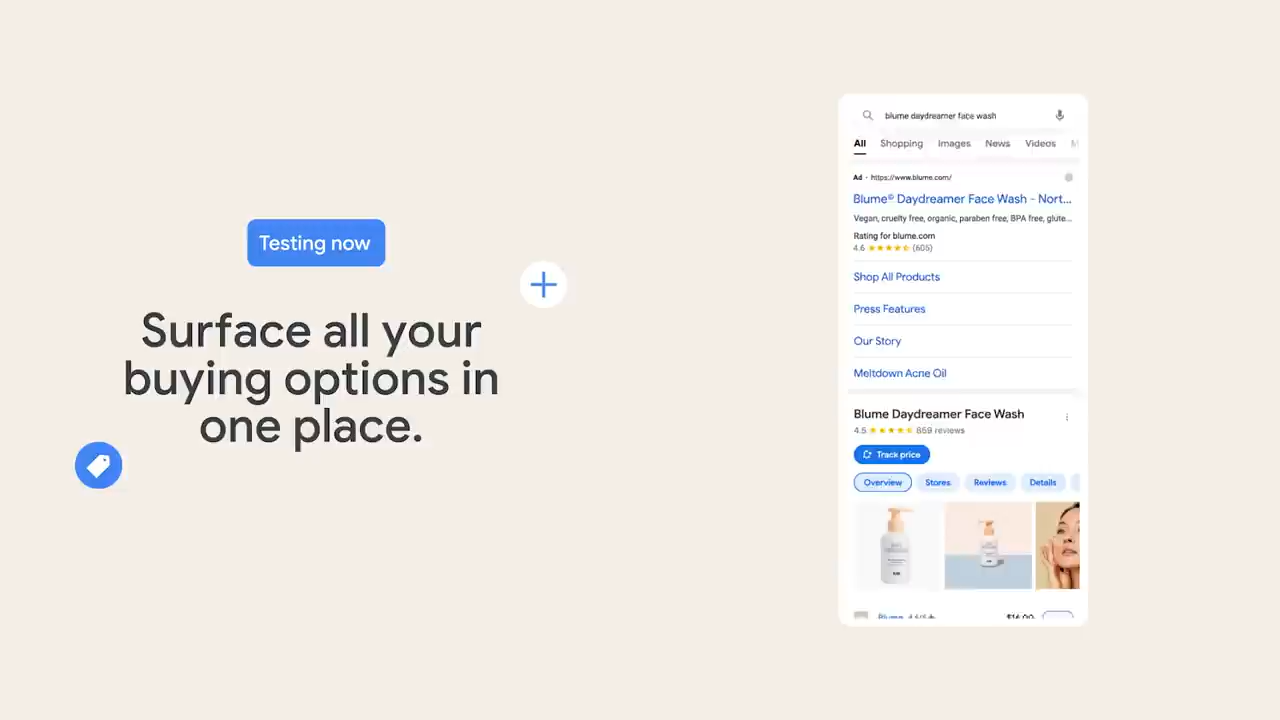 Testing now
Surface all your
buying options in
one place.
blume daydreamer face wash
All Shopping Images News Videos M
Ad · https://www.blume.com/
Blume® Daydreamer Face Wash - Nort...
Vegan, cruelty free, organic, paraben free, BPA free, glute...
Rating for blume.com
4.6 ★★★★★ (605)
Shop All Products
Press Features
Our Story
Meltdown Acne Oil
Blume Daydreamer Face Wash
4.5 ★★★★★ 859 reviews
Track price
Overview Stores Reviews Details
Blume